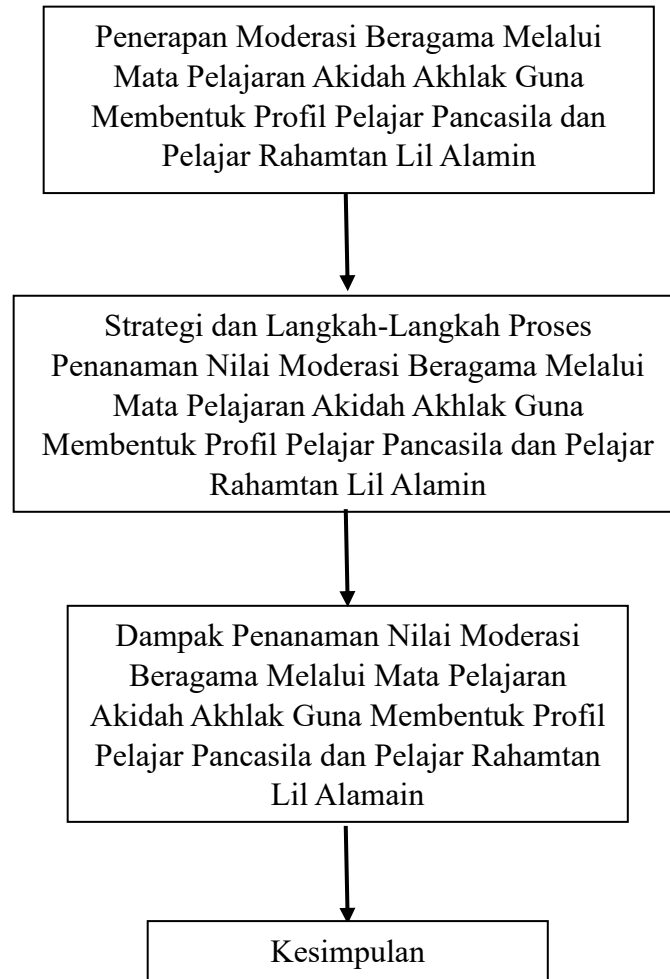 Penerapan Moderasi Beragama Melalui
Mata Pelajaran Akidah Akhlak Guna
Membentuk Profil Pelajar Pancasila dan
Pelajar Rahamtan Lil Alamin
Strategi dan Langkah-Langkah Proses
Penanaman Nilai Moderasi Beragama Melalui
Mata Pelajaran Akidah Akhlak Guna
Membentuk Profil Pelajar Pancasila dan Pelajar
Rahamtan Lil Alamin
Dampak Penanaman Nilai Moderasi
Beragama Melalui Mata Pelajaran
Akidah Akhlak Guna Membentuk Profil
Pelajar Pancasila dan Pelajar Rahamtan
Lil Alamain
Kesimpulan